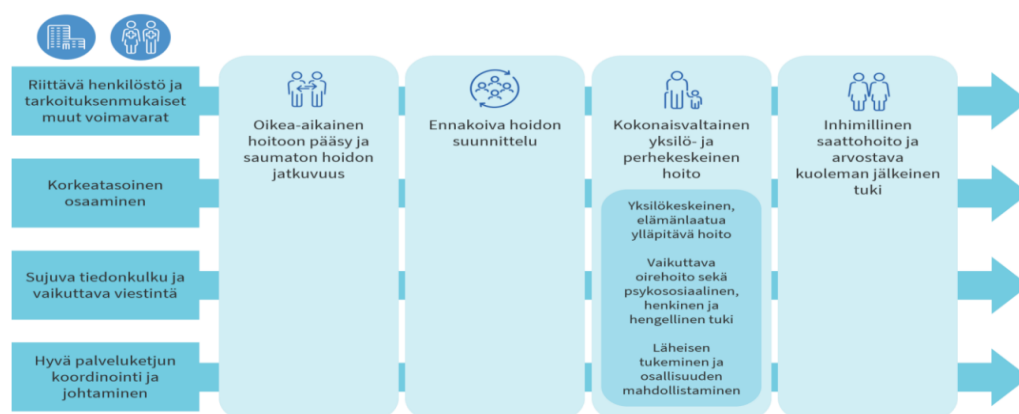 Riittävä henkilöstö ja
tarkoituksenmukaiset
muut voimavarat
Korkeatasoinen
osaaminen
Sujuva tiedonkulku ja
vaikuttava viestintä
Hyvä palveluketjun
koordinointi ja
johtaminen
Oikea-aikainen
hoitoon pääsy ja
saumaton hoidon
jatkuvuus
Ennakoiva hoidon
suunnittelu
Kokonaisvaltainen
yksilö- ja
perhekeskeinen
hoito
Yksilökeskeinen,
elämänlaatua
ylläpitävä hoito
Vaikuttava
oirehoito sekä
psykososiaalinen,
henkinen ja
hengellinen tuki
Läheisen
tukeminen ja
osallisuuden
mahdollistaminen
Inhimillinen
saattohoito ja
arvostava
kuoleman jälkeinen
tuki